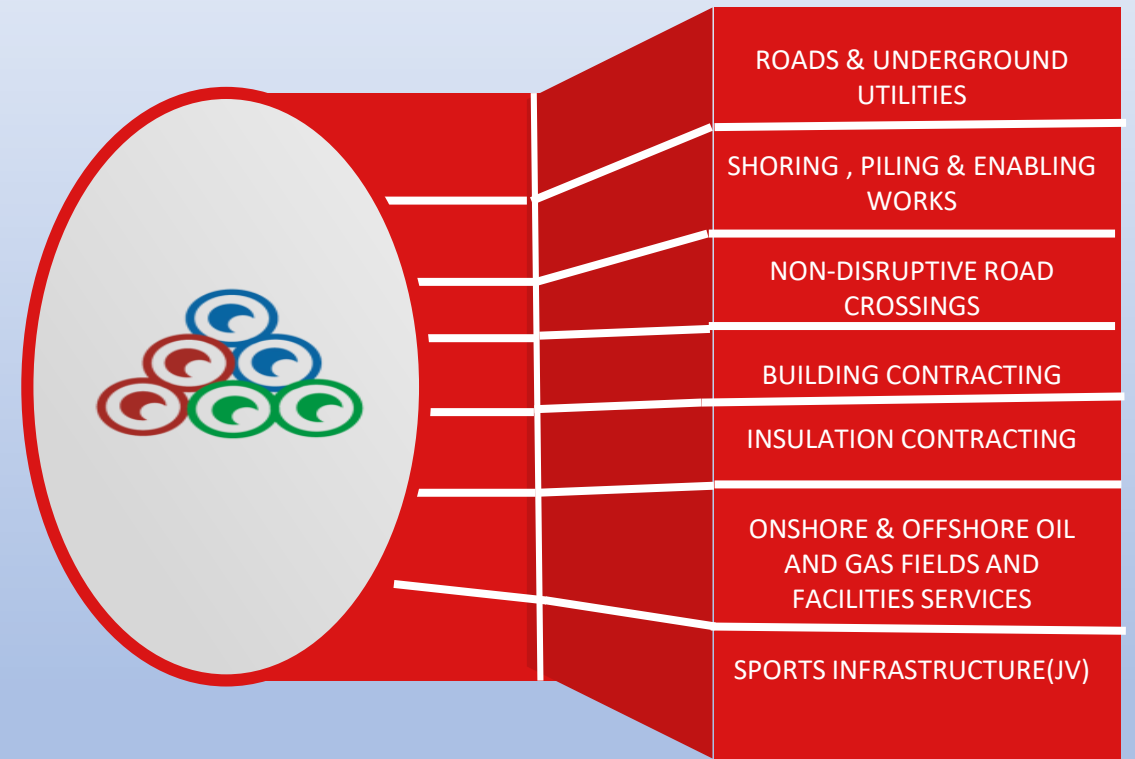 ROADS & UNDERGROUND
UTILITIES
SHORING , PILING & ENABLING
WORKS
NON-DISRUPTIVE ROAD
CROSSINGS
BUILDING CONTRACTING
INSULATION CONTRACTING
ONSHORE & OFFSHORE OIL
AND GAS FIELDS AND
FACILITIES SERVICES
SPORTS INFRASTRUCTURE(JV)